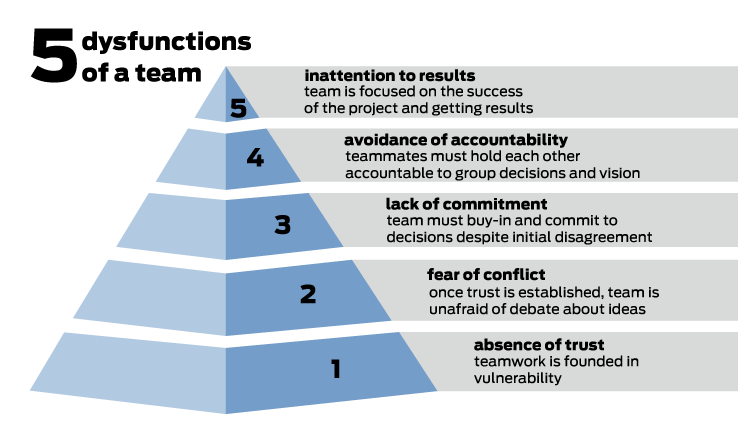 5 dysfunctions
of a team
5
inattention to results
team is focused on the success
of the project and getting results
4
avoidance of accountability
teammates must hold each other
accountable to group decisions and vision
3
lack of commitment
team must buy-in and commit to
decisions despite initial disagreement
2
fear of conflict
once trust is established, team is
unafraid of debate about ideas
1
absence of trust
teamwork is founded in
vulnerability